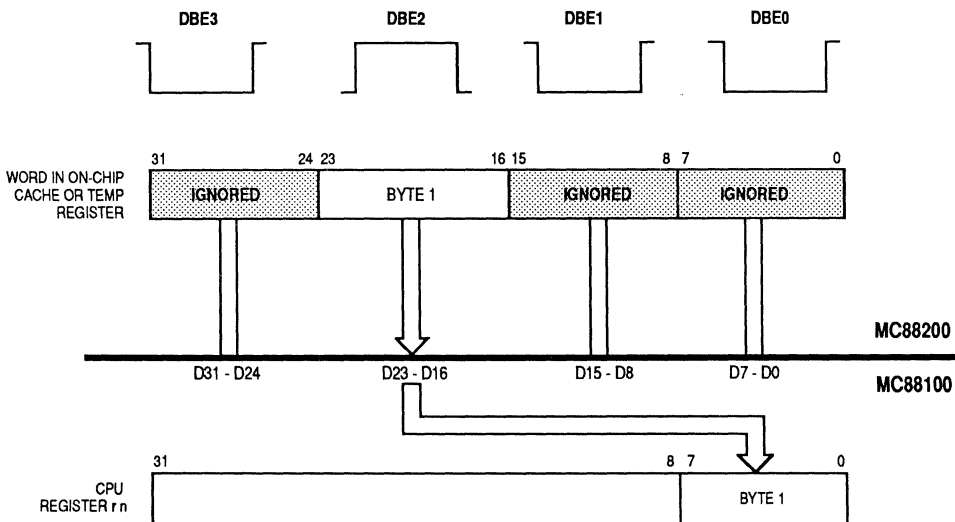 DBE3 DBE2 DBE1 DBE0
31 24 23 16 15 8 7 0
WORD IN ON-CHIP
CACHE OR TEMP
REGISTER
IGNORED BYTE 1 IGNORED IGNORED
MC88200
D31 - D24 D23 - D16 D15 - D8 D7 - D0
MC88100
31 8 7 0
CPU
REGISTER r n
BYTE 1